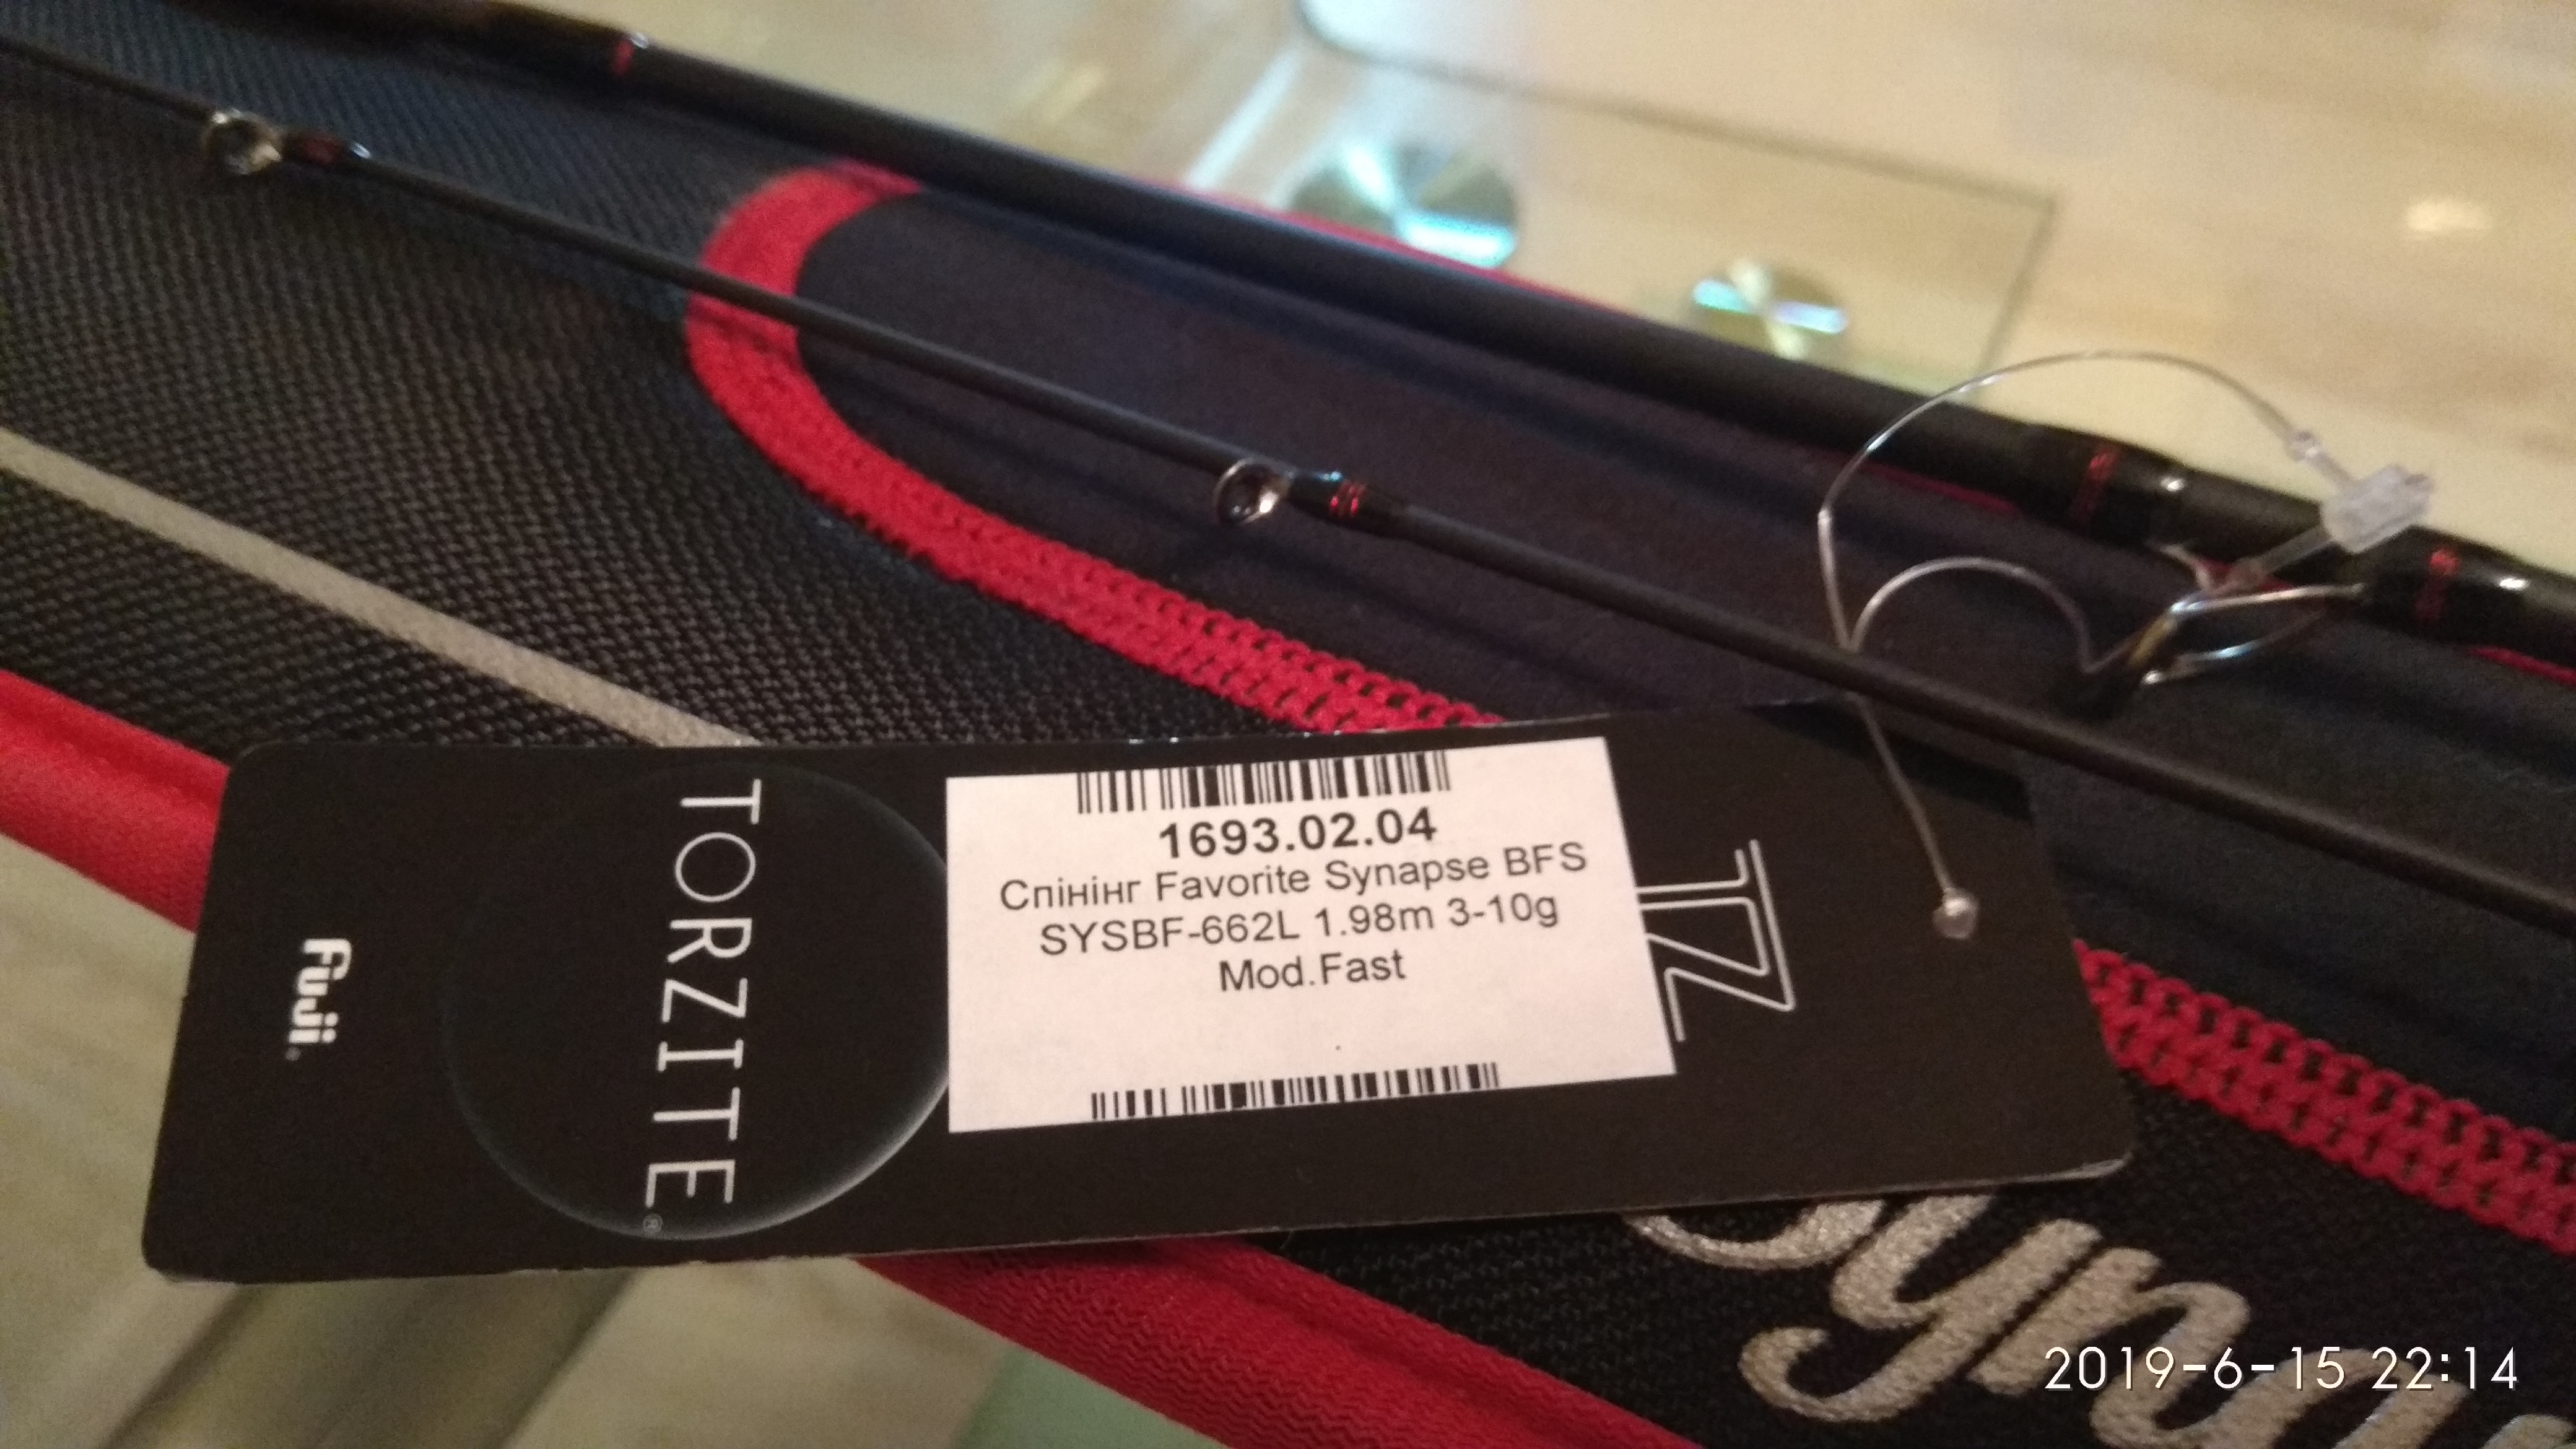 Fuji®
TORZITE®
1693.02.04
Спінінг Favorite Synapse BFS
SYSBF-662L 1.98m 3-10g
Mod.Fast
TZ
2019-6-15 22:14